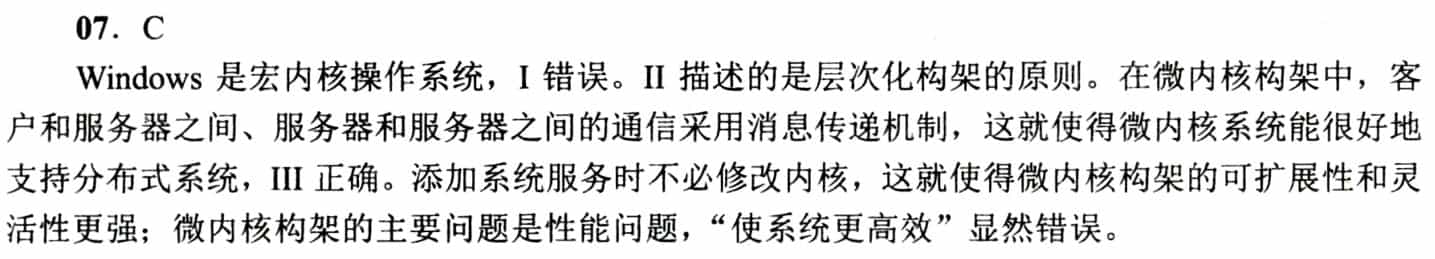 07. C
Windows 是宏内核操作系统，I 错误。II 描述的是层次化构架的原则。在微内核构架中，客
户和服务器之间、服务器和服务器之间的通信采用消息传递机制，这就使得微内核系统能很好地
支持分布式系统，III 正确。添加系统服务时不必修改内核，这就使得微内核构架的可扩展性和灵
活性更强；微内核构架的主要问题是性能问题，“使系统更高效”显然错误。